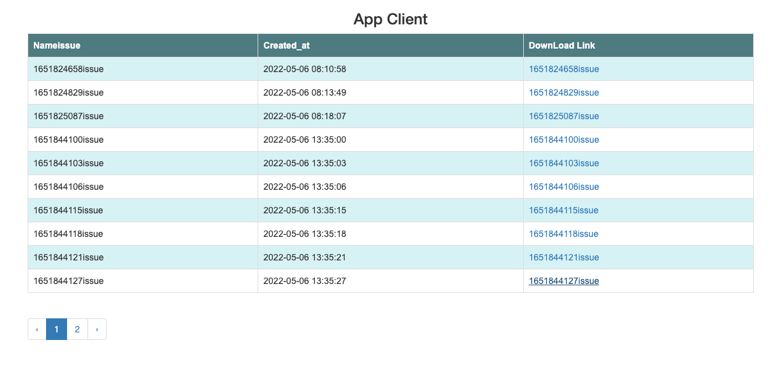 App Client
Nameissue Created_at DownLoad Link
1651824658issue 2022-05-06 08:10:58 1651824658issue
1651824829issue 2022-05-06 08:13:49 1651824829issue
1651825087issue 2022-05-06 08:18:07 1651825087issue
1651844100issue 2022-05-06 13:35:00 1651844100issue
1651844103issue 2022-05-06 13:35:03 1651844103issue
1651844106issue 2022-05-06 13:35:06 1651844106issue
1651844115issue 2022-05-06 13:35:15 1651844115issue
1651844118issue 2022-05-06 13:35:18 1651844118issue
1651844121issue 2022-05-06 13:35:21 1651844121issue
1651844127issue 2022-05-06 13:35:27 1651844127issue
‹ 1 2 ›